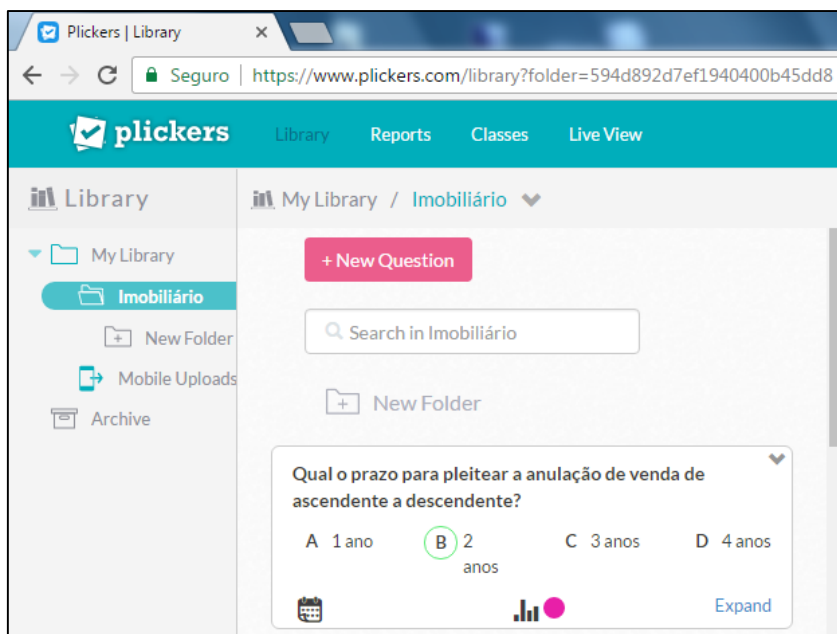 Plickers | Library
Seguro https://www.plickers.com/library?folder=594d892d7ef1940400b45dd8
plickers Library Reports Classes Live View
Library
My Library / Imobiliário
My Library
Imobiliário
New Folder
Mobile Uploads
Archive
+ New Question
Search in Imobiliário
New Folder
Qual o prazo para pleitear a anulação de venda de
ascendente a descendente?
A 1 ano B 2 anos C 3 anos D 4 anos
Expand